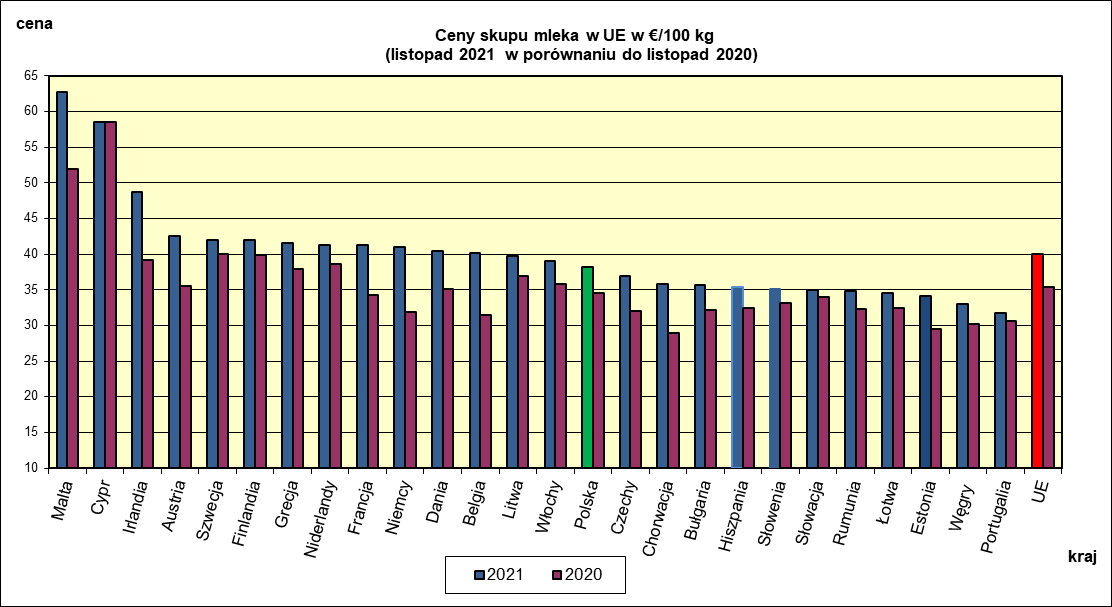 cena
Ceny skupu mleka w UE w €/100 kg
(listopad 2021 w porównaniu do listopad 2020)
65
60
55
50
45
40
35
30
25
20
15
10
Malta
Cypr
Irlandia
Austria
Szwecja
Finlandia
Grecja
Niderlandy
Francja
Niemcy
Dania
Belgia
Litwa
Włochy
Polska
Czechy
Chorwacja
Bułgaria
Hiszpania
Słowenia
Słowacja
Rumunia
Łotwa
Estonia
Węgry
Portugalia
UE
kraj
2021 2020